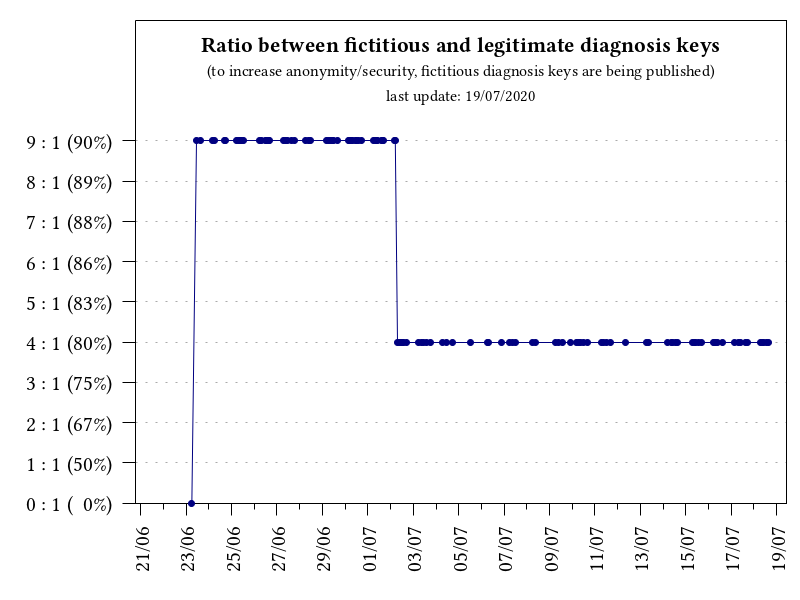 Ratio between fictitious and legitimate diagnosis keys
(to increase anonymity/security, fictitious diagnosis keys are being published)
last update: 19/07/2020
9 : 1 (90%)
8 : 1 (89%)
7 : 1 (88%)
6 : 1 (86%)
5 : 1 (83%)
4 : 1 (80%)
3 : 1 (75%)
2 : 1 (67%)
1 : 1 (50%)
0 : 1 (  0%)
21/06
23/06
25/06
27/06
29/06
01/07
03/07
05/07
07/07
09/07
11/07
13/07
15/07
17/07
19/07